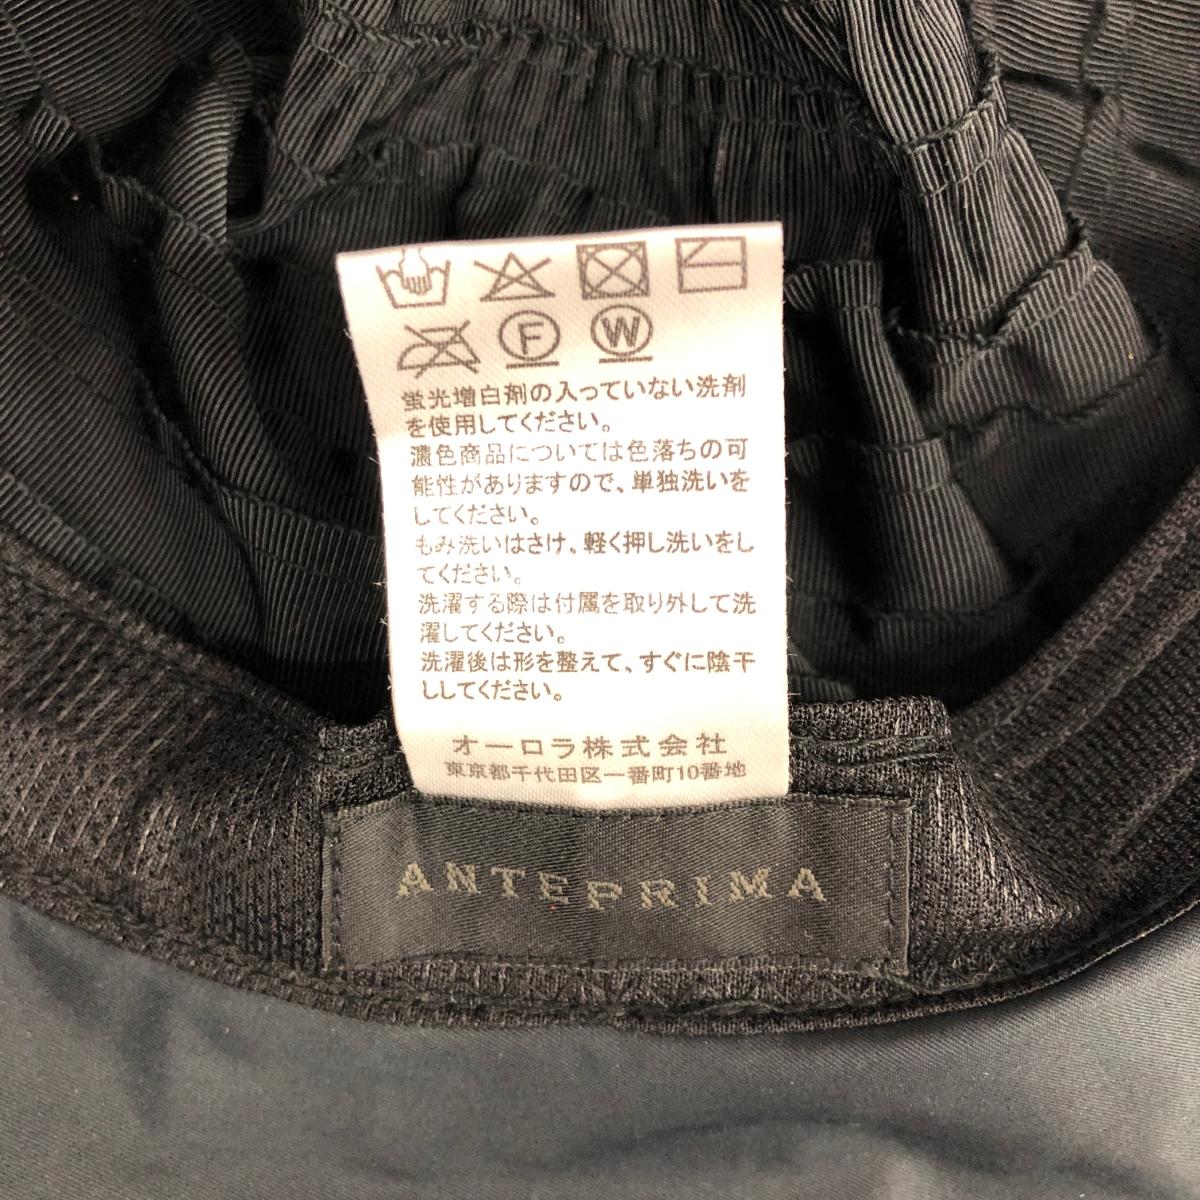 F W
蛍光増白剤の入っていない洗剤
を使用してください。
濃色商品については色落ちの可
能性がありますので、単独洗いを
してください。
もみ洗いはさけ、軽く押し洗いをし
てください。
洗濯する際は付属を取り外して洗
濯してください。
洗濯後は形を整えて、すぐに陰干
ししてください。
オーロラ株式会社
東京都千代田区一番町10番地
ANTEPRIMA